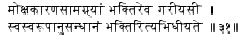 मोक्षकारणसामग्र्यां भक्तिरेव गरीयसी ।
स्वस्वरूपानुसन्धानं भक्तिरित्यभिधीयते ॥ ३१॥